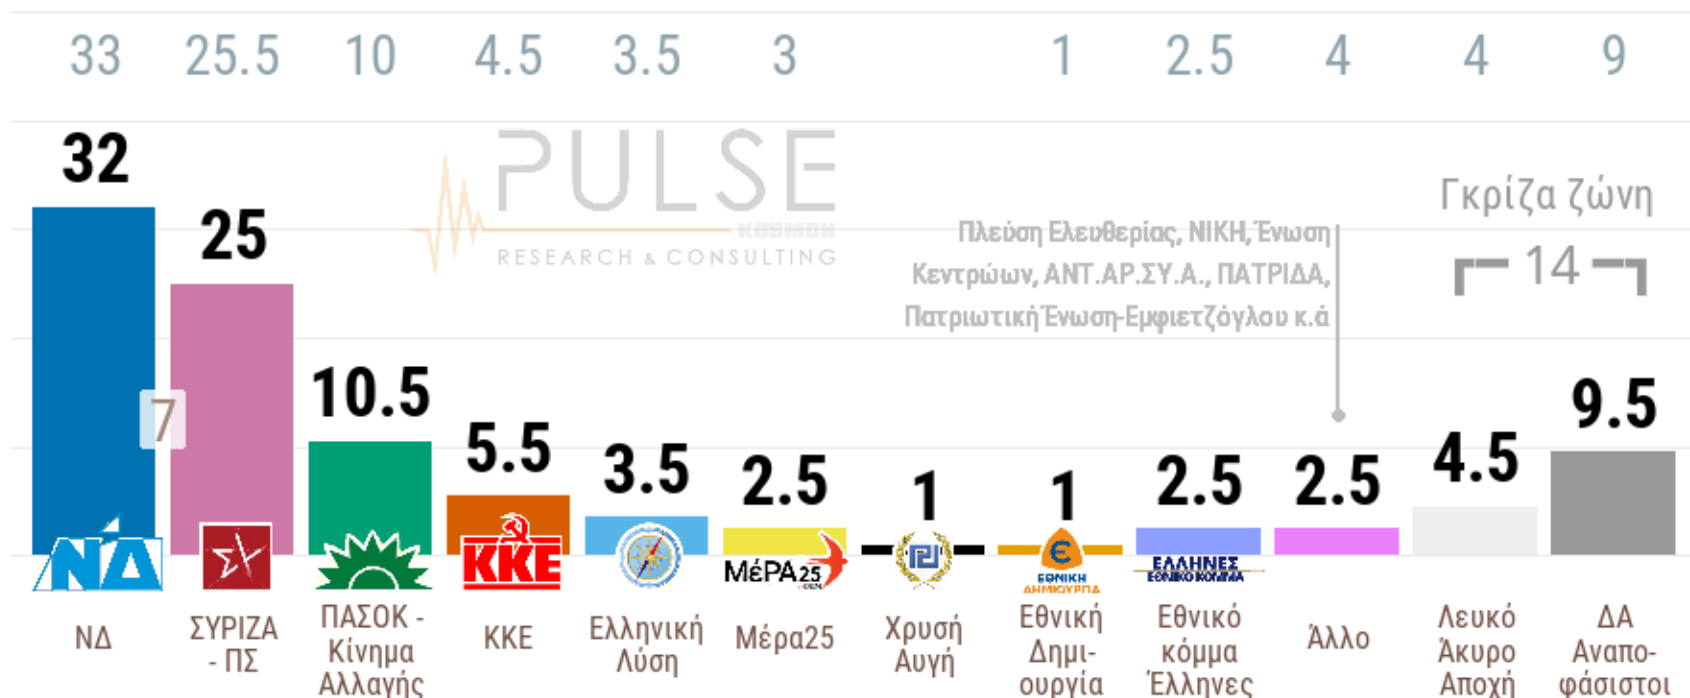 33 25.5 10 4.5 3.5 3 1 2.5 4 4 9
PULSE
KOSMON
RESEARCH & CONSULTING
Γκρίζα ζώνη
14
Πλεύση Ελευθερίας, ΝΙΚΗ, Ένωση
Κεντρώων, ΑΝΤ.ΑΡ.ΣΥ.Α., ΠΑΤΡΙΔΑ,
Πατριωτική Ένωση-Εμφιετζόγλου κ.ά
32 25 10.5 5.5 3.5 2.5 1 1 2.5 2.5 4.5 9.5
7
ΝΔ
ΚΚΕ
ΜέΡΑ25
ΕΘΝΙΚΗ
ΔΗΜΙΟΥΡΓΙΑ
ΕΛΛΗΝΕΣ
ΕΘΝΙΚΟ ΚΟΜΜΑ
ΝΔ
ΣΥΡΙΖΑ
- ΠΣ
ΠΑΣΟΚ -
Κίνημα
Αλλαγής
ΚΚΕ
Ελληνική
Λύση
Μέρα25
Χρυσή
Αυγή
Εθνική
Δημι-
ουργία
Εθνικό
κόμμα
Έλληνες
Άλλο
Λευκό
Άκυρο
Αποχή
ΔΑ
Αναπο-
φάσιστοι